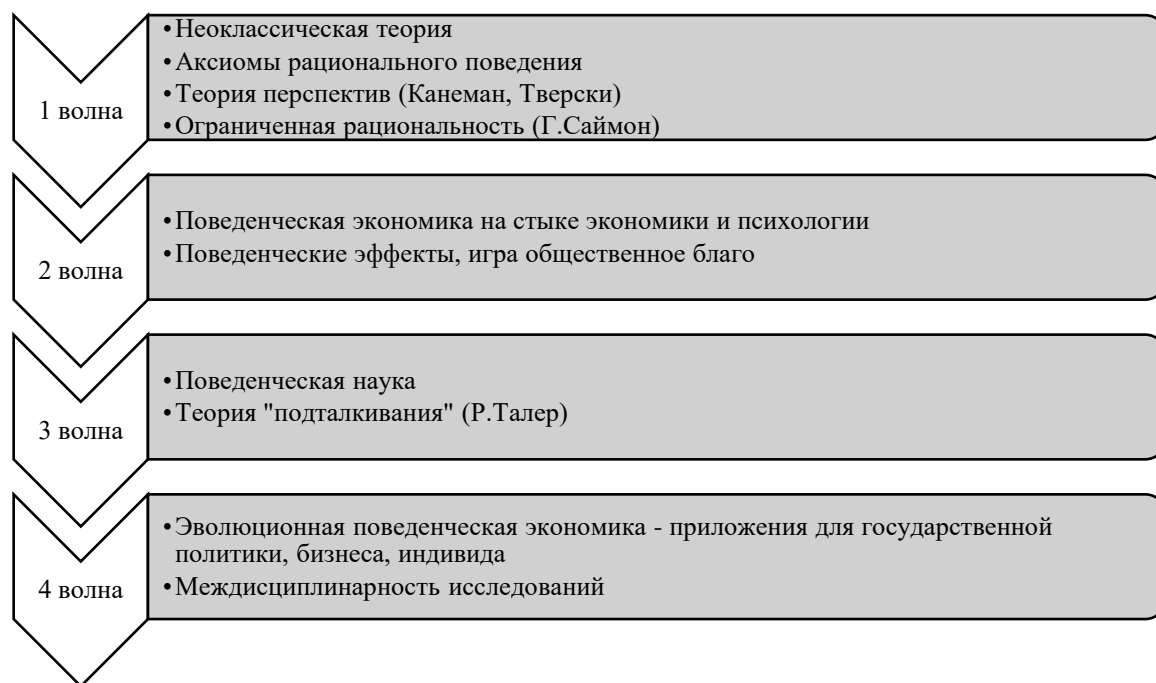 1 волна
•Неоклассическая теория
•Аксиомы рационального поведения
•Теория перспектив (Канеман, Тверски)
•Ограниченная рациональность (Г.Саймон)
2 волна
•Поведенческая экономика на стыке экономики и психологии
•Поведенческие эффекты, игра общественное благо
3 волна
•Поведенческая наука
•Теория "подталкивания" (Р.Талер)
4 волна
•Эволюционная поведенческая экономика - приложения для государственной
политики, бизнеса, индивида
•Междисциплинарность исследований